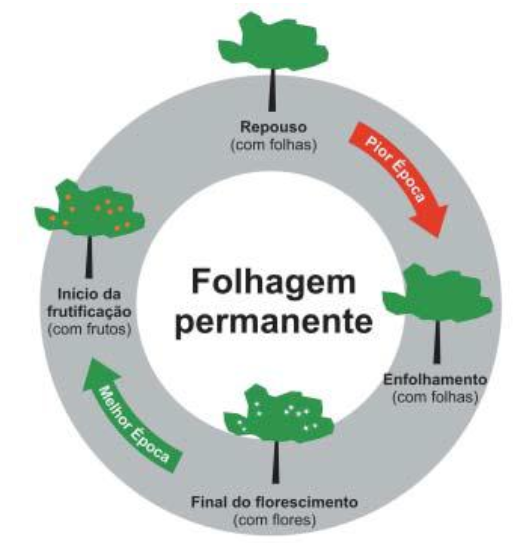 Repouso
(com folhas)
Pior Época
Enfolhamento
(com folhas)
Final do florescimento
(com flores)
Melhor Época
Inicio da
frutificação
(com frutos)
Folhagem
permanente